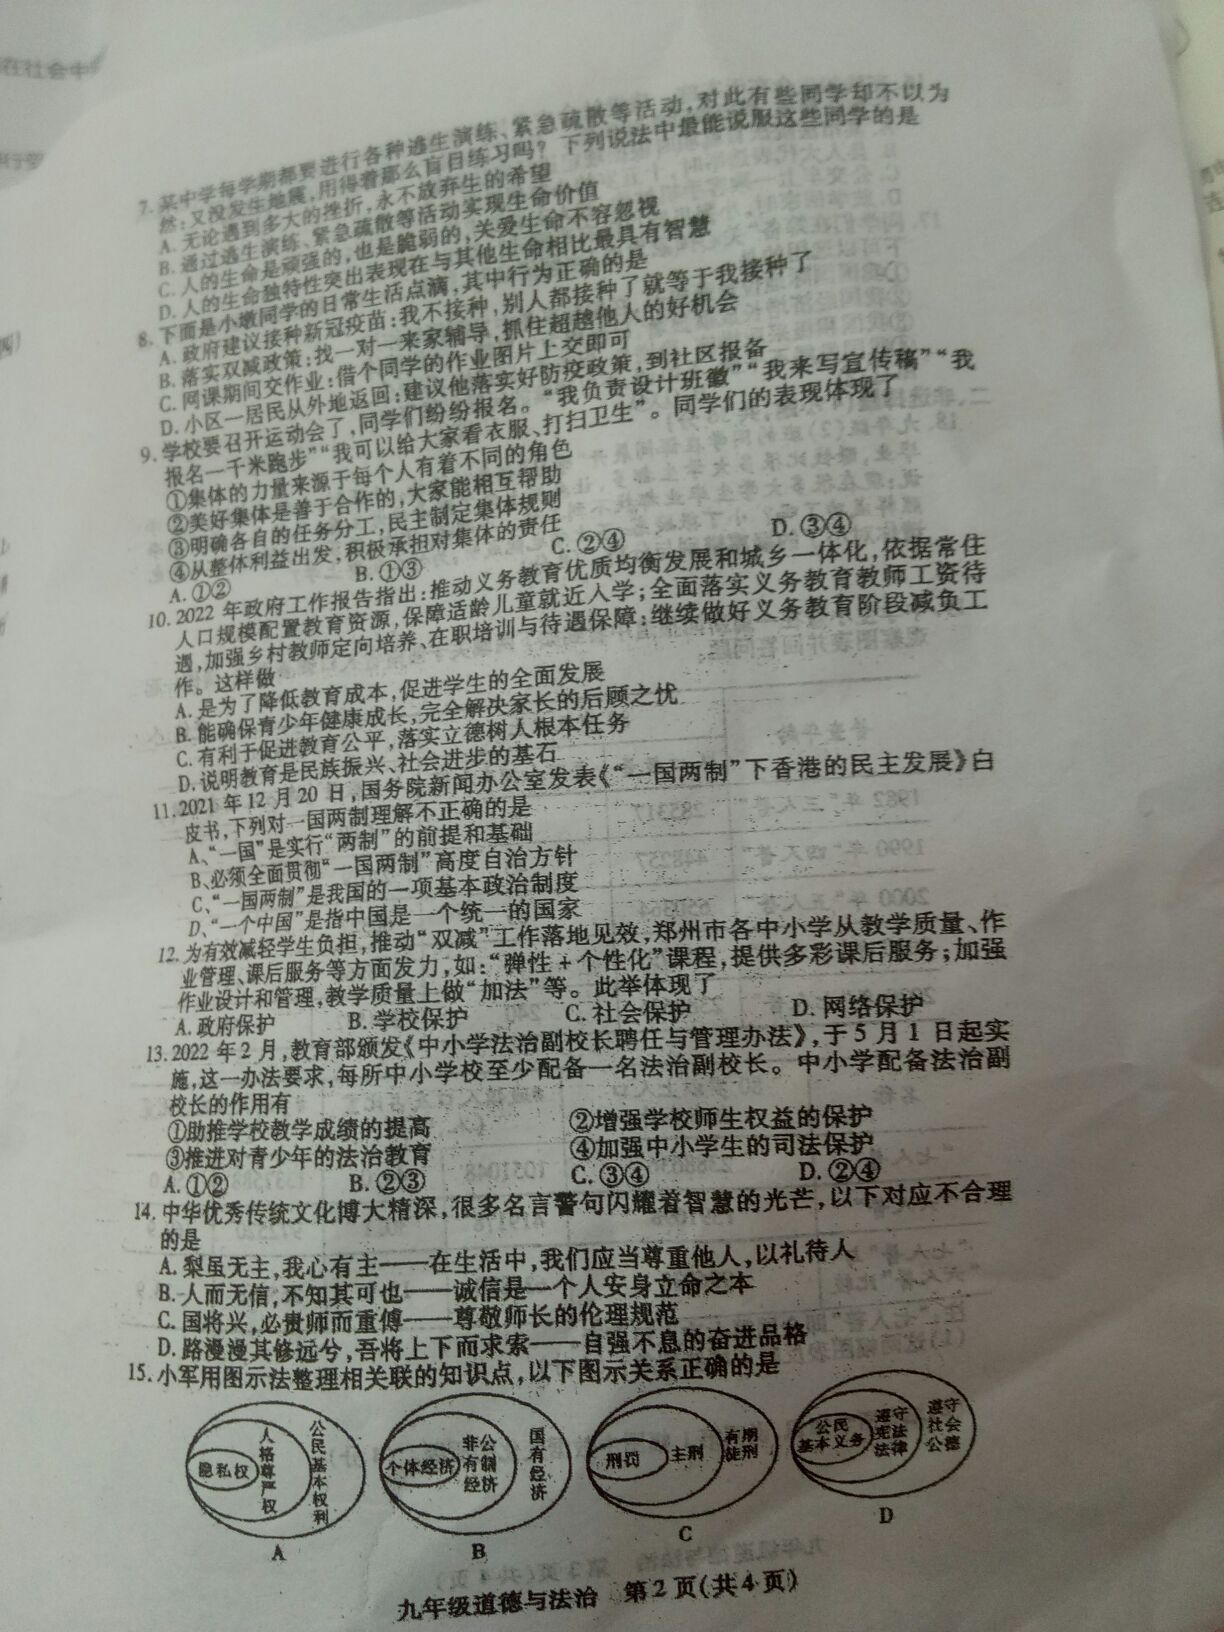 在社会中
7. 某中学每学期都要进行各种逃生演练、紧急疏散等活动,对此有些同学却不以为
然:又没发生地震,用得着那么盲目练习吗? 下列说法中最能说服这些同学的是
A. 无论遇到多大的挫折,永不放弃生的希望
B. 通过逃生演练、紧急疏散等活动实现生命价值
C. 人的生命是顽强的,也是脆弱的,关爱生命不容忽视
D. 人的生命独特性突出表现在与其他生命相比最具有智慧
8. 下面是小墩同学的日常生活点滴,其中行为正确的是
A. 政府建议接种新冠疫苗:我不接种,别人都接种了就等于我接种了
B. 落实双减政策:找一对一来家辅导,抓住超越他人的好机会
C. 网课期间交作业:借个同学的作业图片上交即可
D. 小区一居民从外地返回:建议他落实好防疫政策,到社区报备
9. 学校要召开运动会了,同学们纷纷报名。“我负责设计班徽”“我来写宣传稿”“我
报名一千米跑步”“我可以给大家看衣服、打扫卫生”。同学们的表现体现了
①集体的力量来源于每个人有着不同的角色
②美好集体是善于合作的,大家能相互帮助
③明确各自的任务分工,民主制定集体规则
④从整体利益出发,积极承担对集体的责任
A. ①② B. ①③ C. ②④ D. ③④
10. 2022 年政府工作报告指出:推动义务教育优质均衡发展和城乡一体化,依据常住
人口规模配置教育资源,保障适龄儿童就近入学;全面落实义务教育教师工资待
遇,加强乡村教师定向培养、在职培训与待遇保障;继续做好义务教育阶段减负工
作。这样做
A. 是为了降低教育成本,促进学生的全面发展
B. 能确保青少年健康成长,完全解决家长的后顾之忧
C. 有利于促进教育公平,落实立德树人根本任务
D. 说明教育是民族振兴、社会进步的基石
11. 2021 年 12 月 20 日,国务院新闻办公室发表《“一国两制”下香港的民主发展》白
皮书,下列对一国两制理解不正确的是
A、“一国”是实行“两制”的前提和基础
B、必须全面贯彻“一国两制”高度自治方针
C、“一国两制”是我国的一项基本政治制度
D、“一个中国”是指中国是一个统一的国家
12. 为有效减轻学生负担,推动“双减”工作落地见效,郑州市各中小学从教学质量、作
业管理、课后服务等方面发力,如:“弹性+个性化”课程,提供多彩课后服务;加强
作业设计和管理,教学质量上做“加法”等。此举体现了
A. 政府保护 B. 学校保护 C. 社会保护 D. 网络保护
13. 2022 年 2 月,教育部颁发《中小学法治副校长聘任与管理办法》,于 5 月 1 日起实
施,这一办法要求,每所中小学校至少配备一名法治副校长。中小学配备法治副
校长的作用有
①助推学校教学成绩的提高 ②增强学校师生权益的保护
③推进对青少年的法治教育 ④加强中小学生的司法保护
A. ①② B. ②③ C. ③④ D. ②④
14. 中华优秀传统文化博大精深,很多名言警句闪耀着智慧的光芒,以下对应不合理
的是
A. 梨虽无主,我心有主——在生活中,我们应当尊重他人,以礼待人
B. 人而无信,不知其可也——诚信是一个人安身立命之本
C. 国将兴,必贵师而重傅——尊敬师长的伦理规范
D. 路漫漫其修远兮,吾将上下而求索——自强不息的奋进品格
15. 小军用图示法整理相关联的知识点,以下图示关系正确的是
隐私权 人格尊严权 公民基本权利
A
个体经济 非公有制经济 国有经济
B
刑罚 主刑 有期徒刑
C
公民基本义务 遵守宪法法律 遵守社会公德
D
九年级道德与法治 第 2 页(共 4 页)